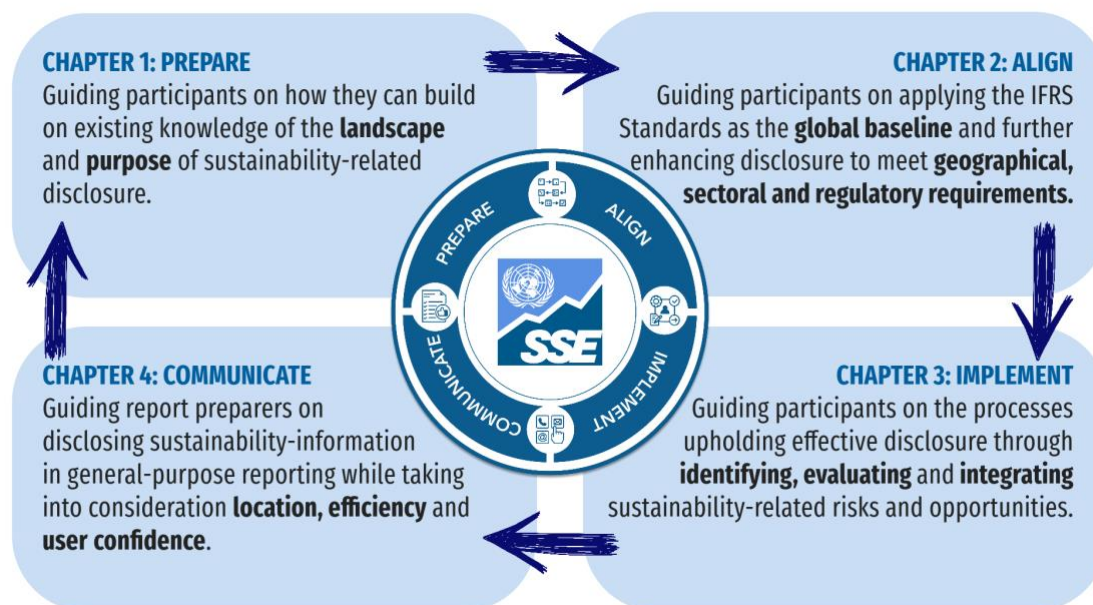 CHAPTER 1: PREPARE
Guiding participants on how they can build
on existing knowledge of the landscape
and purpose of sustainability-related
disclosure.
CHAPTER 2: ALIGN
Guiding participants on applying the IFRS
Standards as the global baseline and further
enhancing disclosure to meet geographical,
sectoral and regulatory requirements.
PREPARE
ALIGN
SSE
COMMUNICATE
IMPLEMENT
CHAPTER 4: COMMUNICATE
Guiding report preparers on
disclosing sustainability-information
in general-purpose reporting while taking
into consideration location, efficiency and
user confidence.
CHAPTER 3: IMPLEMENT
Guiding participants on the processes
upholding effective disclosure through
identifying, evaluating and integrating
sustainability-related risks and opportunities.